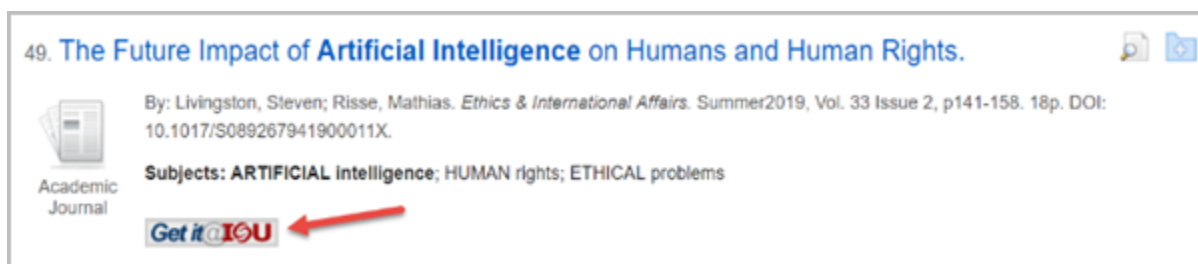 49. The Future Impact of Artificial Intelligence on Humans and Human Rights.
By: Livingston, Steven; Risse, Mathias. Ethics & International Affairs. Summer2019, Vol. 33 Issue 2, p141-158. 18p. DOI:
10.1017/S089267941900011X.
Subjects: ARTIFICIAL intelligence; HUMAN rights; ETHICAL problems
Academic
Journal
Get it@ISU